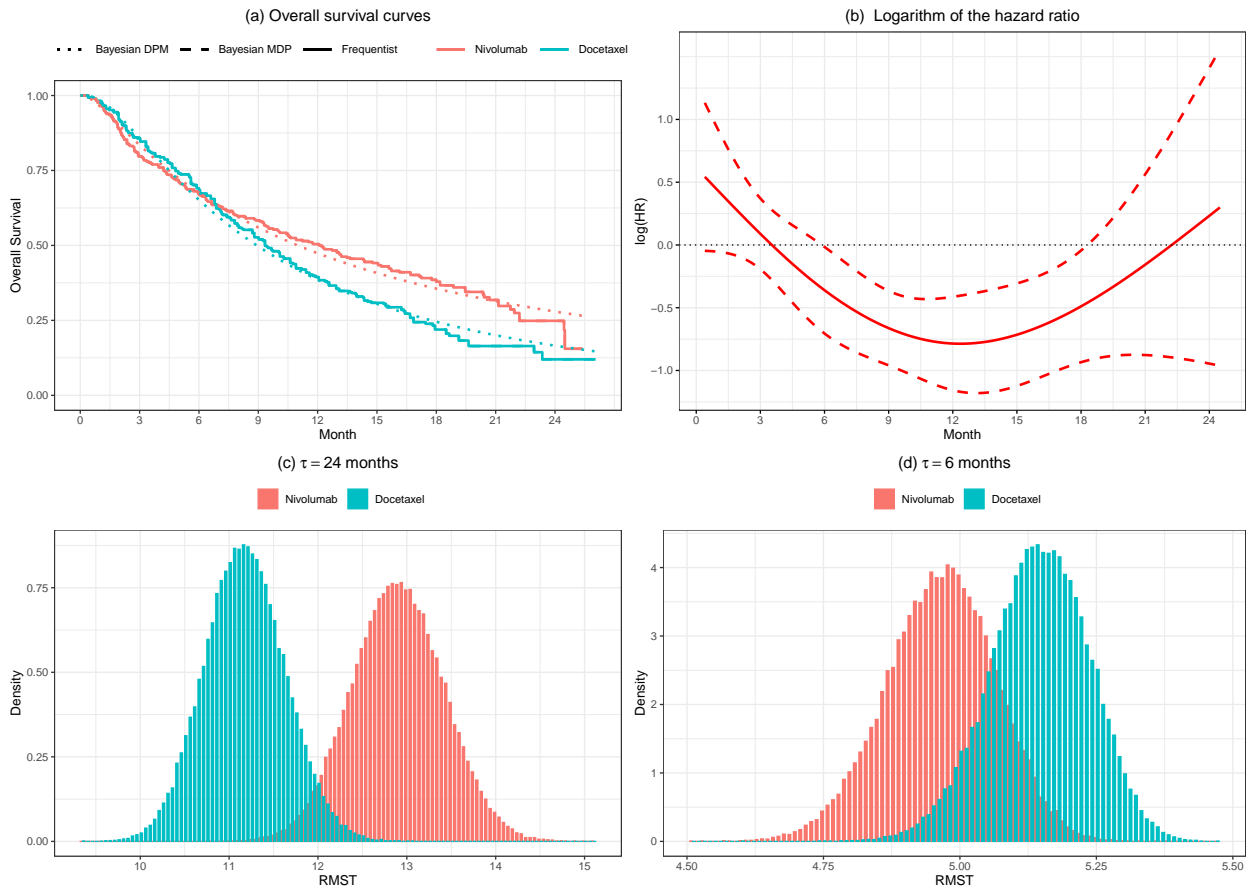 (a) Overall survival curves
Bayesian DPM Bayesian MDP Frequentist Nivolumab Docetaxel
Overall Survival
1.00
0.75
0.50
0.25
0.00
0 3 6 9 12 15 18 21 24
Month
(b) Logarithm of the hazard ratio
log(HR)
1.0
0.5
0.0
−0.5
−1.0
0 3 6 9 12 15 18 21 24
Month
(c) τ = 24 months
Nivolumab Docetaxel
Density
0.75
0.50
0.25
0.00
10 11 12 13 14 15
RMST
(d) τ = 6 months
Nivolumab Docetaxel
Density
4
3
2
1
0
4.50 4.75 5.00 5.25 5.50
RMST